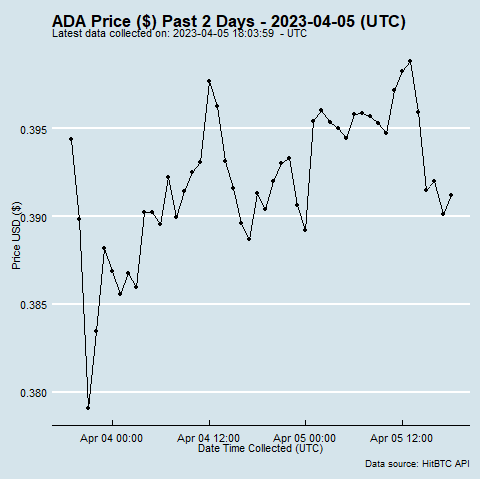 ADA Price ($) Past 2 Days - 2023-04-05 (UTC)
Latest data collected on: 2023-04-05 18:03:59  - UTC
0.395
0.390
0.385
0.380
Price USD ($)
Apr 04 00:00
Apr 04 12:00
Apr 05 00:00
Apr 05 12:00
Date Time Collected (UTC)
Data source: HitBTC API